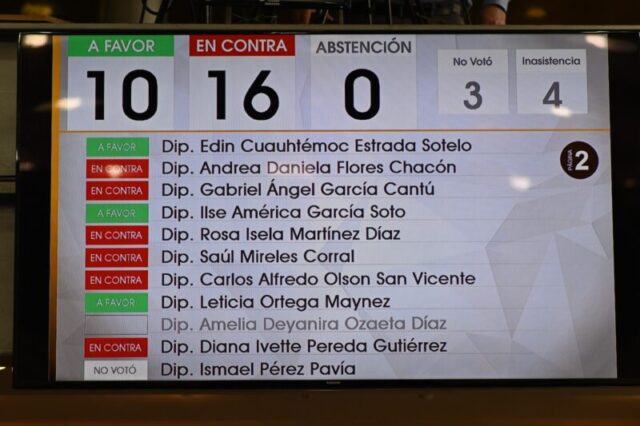 A FAVOR EN CONTRA ABSTENCIÓN No Votó Inasistencia
10 16 0 3 4
A FAVOR Dip. Edin Cuauhtémoc Estrada Sotelo
EN CONTRA Dip. Andrea Daniela Flores Chacón
EN CONTRA Dip. Gabriel Ángel García Cantú
A FAVOR Dip. Ilse América García Soto
EN CONTRA Dip. Rosa Isela Martínez Díaz
EN CONTRA Dip. Saúl Mireles Corral
EN CONTRA Dip. Carlos Alfredo Olson San Vicente
A FAVOR Dip. Leticia Ortega Maynez
Dip. Amelia Deyanira Ozaeta Díaz
EN CONTRA Dip. Diana Ivette Pereda Gutiérrez
NO VOTÓ Dip. Ismael Pérez Pavía
PÁGINA 2